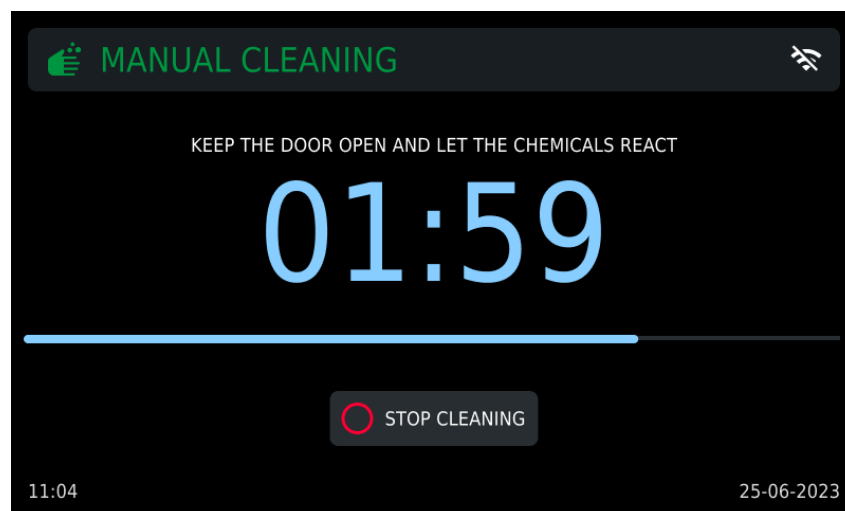 MANUAL CLEANING
KEEP THE DOOR OPEN AND LET THE CHEMICALS REACT
01:59
STOP CLEANING
11:04
25-06-2023